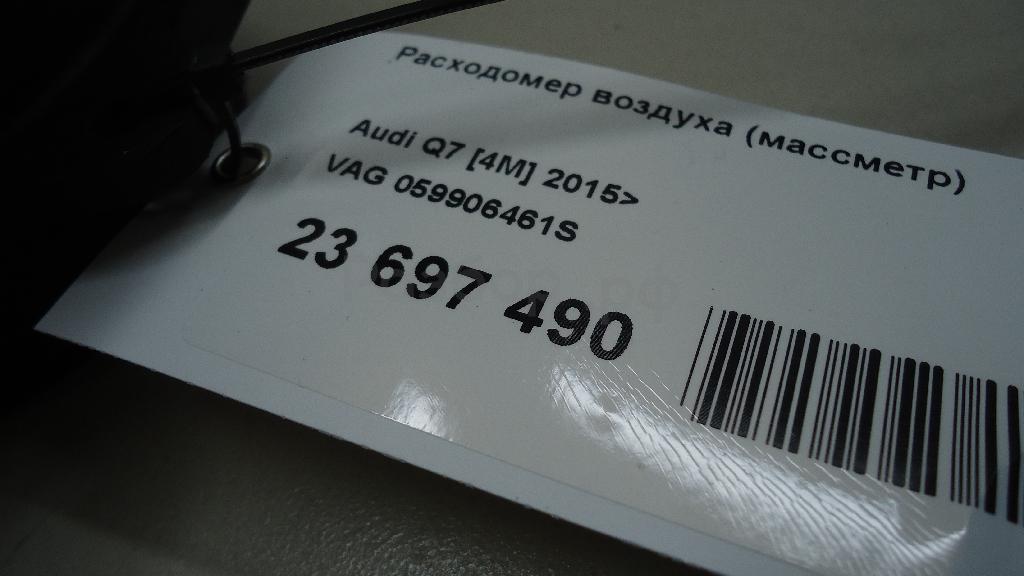 Расходомер воздуха (массметр)
Audi Q7 [4M] 2015>
VAG 059906461S
23 697 490